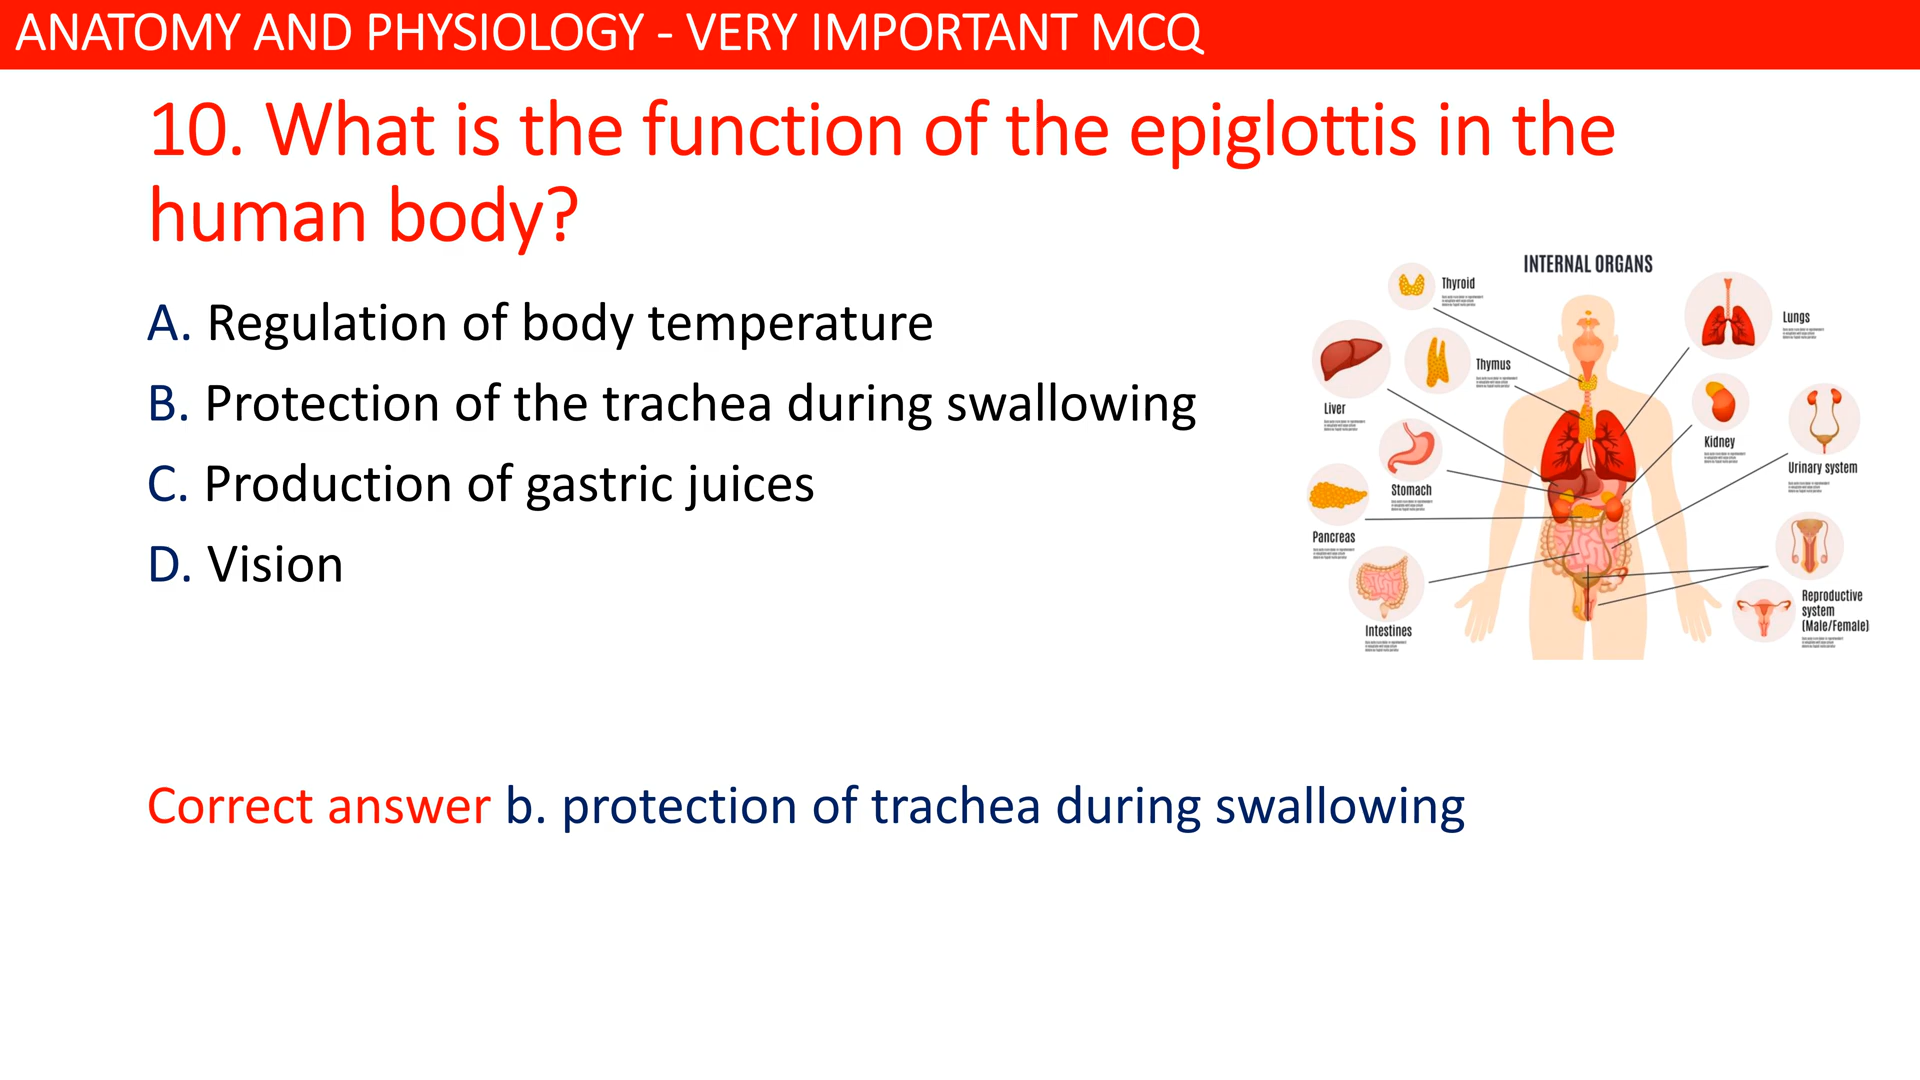 ANATOMY AND PHYSIOLOGY - VERY IMPORTANT MCQ
10. What is the function of the epiglottis in the
human body?
A. Regulation of body temperature
B. Protection of the trachea during swallowing
C. Production of gastric juices
D. Vision
INTERNAL ORGANS
Thyroid
Lungs
Thymus
Liver
Kidney
Urinary system
Stomach
Pancreas
Reproductive
system
(Male/Female)
Intestines
Correct answer b. protection of trachea during swallowing